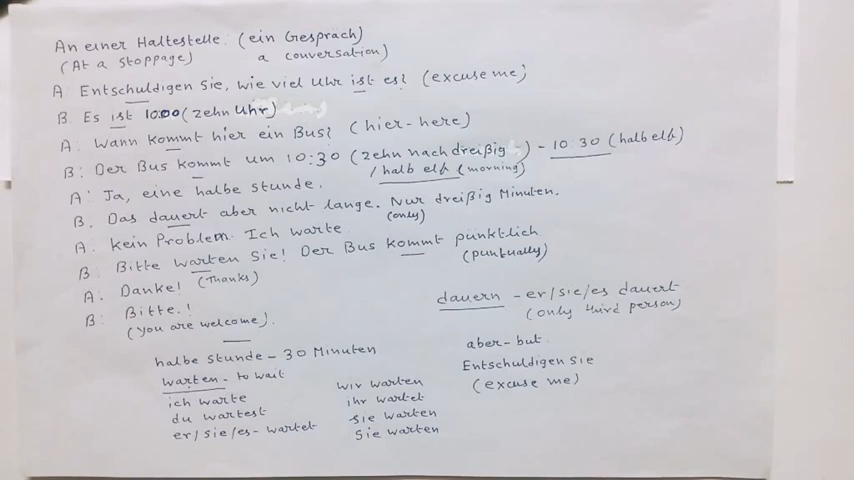 An einer Haltestelle: (ein Gesprach)
(At a stoppage) a conversation)
A. Entschuldigen Sie, wie viel Uhr ist es? (excuse me)
B. Es ist 10:00 (zehn Uhr)
A: Wann kommt hier ein Bus? (hier-here)
B: Der Bus kommt um 10:30 (zehn nach dreißig) - 10 30 (halb elf)
/ halb elf (morning)
A: Ja, eine halbe Stunde.
B. Das dauert aber nicht lange. Nur dreißig Minuten.
(only)
A: Kein Problem. Ich warte.
B: Bitte warten Sie! Der Bus kommt punktlich.
(puntually)
A. Danke! (Thanks)
B: Bitte.!
(you are welcome).
dauern - er/sie/es dauert
(only third person)
halbe Stunde - 30 Minuten
warten - to wait
ich warte
du wartest
er/sie/es - wartet
wir warten
ihr wartet
sie warten
Sie warten
aber-but
Entschuldigen Sie
(excuse me)